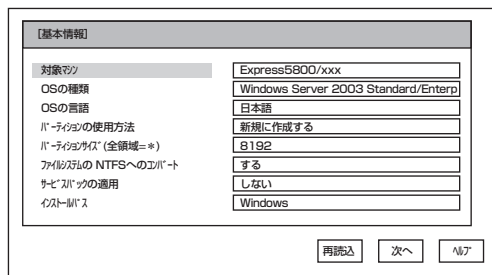 [基本情報]
対象ﾏｼﾝ Express5800/xxx
OSの種類 Windows Server 2003 Standard/Enterp
OSの言語 日本語
ﾊﾟｰﾃｨｼｮﾝの使用方法 新規に作成する
ﾊﾟｰﾃｨｼｮﾝｻｲｽﾞ(全領域=＊) 8192
ﾌｧｲﾙｼｽﾃﾑの NTFSへのｺﾝﾊﾞｰﾄ する
ｻｰﾋﾞｽﾊﾟｯｸの適用 しない
ｲﾝｽﾄｰﾙﾊﾟｽ Windows
再読込 次へ ﾍﾙﾌﾟ